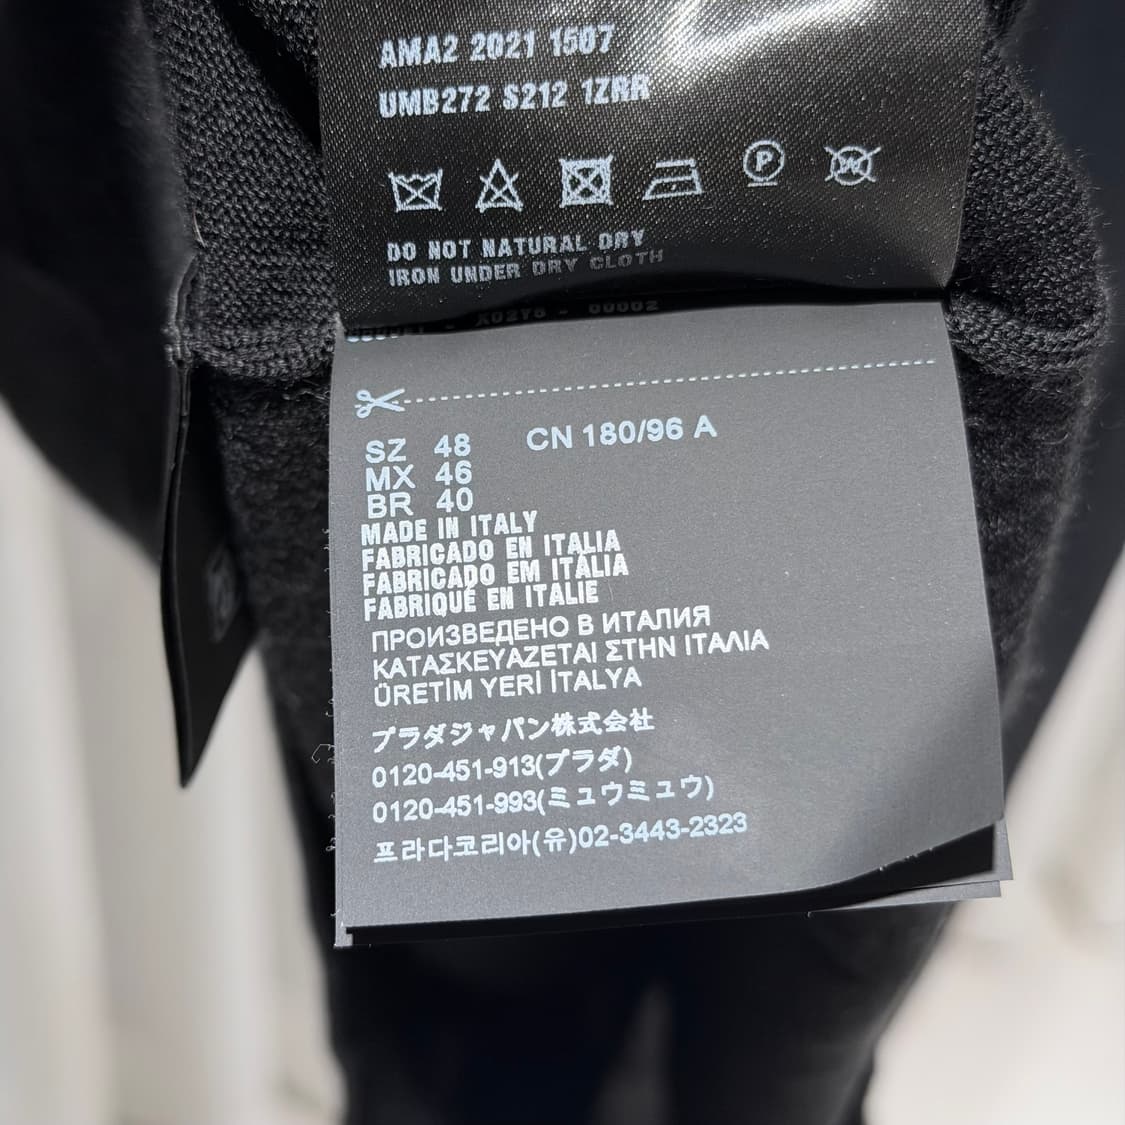 AMA2 2021 1507
UMB272 S212 1ZRR
P
W
DO NOT NATURAL DRY
IRON UNDER DRY CLOTH
- X02Y8 - 00002
SZ 48 CN 180/96 A
MX 46
BR 40
MADE IN ITALY
FABRICADO EN ITALIA
FABRICADO EM ITÁLIA
FABRIQUÉ EN ITALIE
ПРОИЗВЕДЕНО В ИТАЛИЯ
ΚΑΤΑΣΚΕΥΑΖΕΤΑΙ ΣΤΗΝ ΙΤΑΛΙΑ
ÜRETİM YERİ İTALYA
プラダジャパン株式会社
0120-451-913(プラダ)
0120-451-993(ミュウミュウ)
프라다코리아(유)02-3443-2323